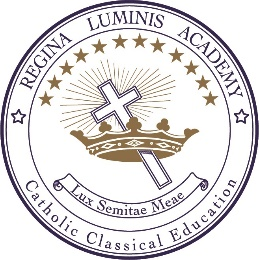 REGINA LUMINIS ACADEMY
Lux Semitae Meae
Catholic Classical Education